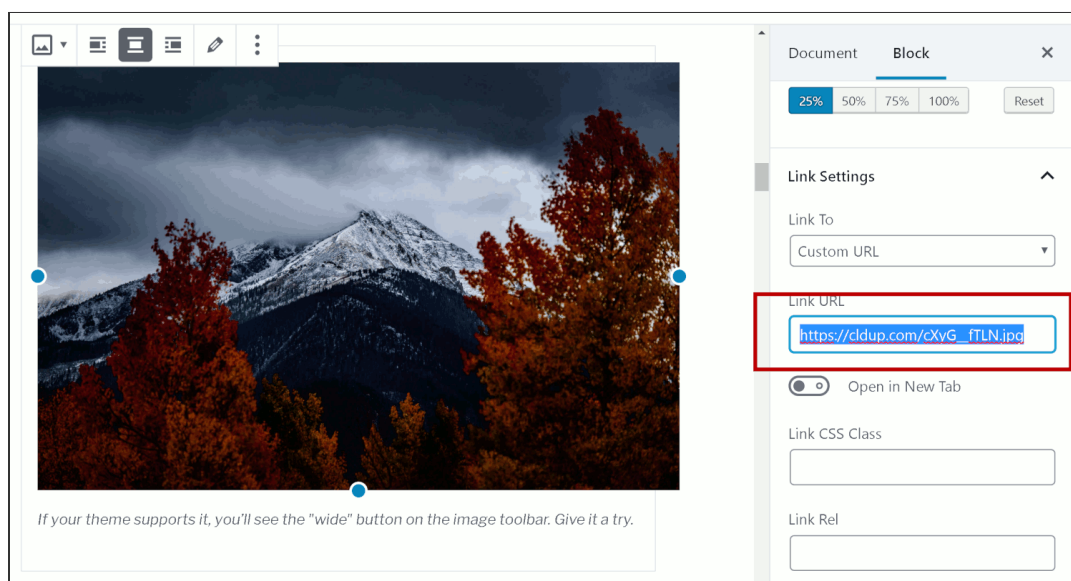 Document Block
25% 50% 75% 100% Reset
Link Settings
Link To
Custom URL
Link URL
https://cldup.com/cXyG__fTLN.jpg
Open in New Tab
Link CSS Class
Link Rel
If your theme supports it, you'll see the "wide" button on the image toolbar. Give it a try.